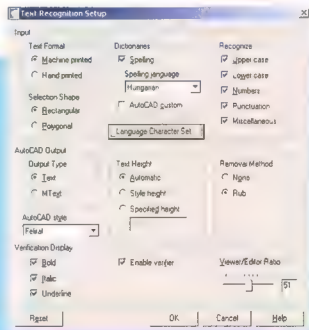 Text Recognition Setup
Input
Text Format
Machine printed
Hand printed
Selection Shape
Rectangular
Polygonal
Dictionaries
Spelling
Spelling language
Hungarian
AutoCAD custom
Language Character Set
Recognize
Upper case
Lower case
Numbers
Punctuation
Miscellaneous
AutoCAD Output
Output Type
Text
MText
AutoCAD style
Felirat
Text Height
Automatic
Style height
Specified height
Removal Method
None
Rub
Verification Display
Bold
Italic
Underline
Enable verifier
Viewer/Editor Ratio
51
Reset
OK
Cancel
Help